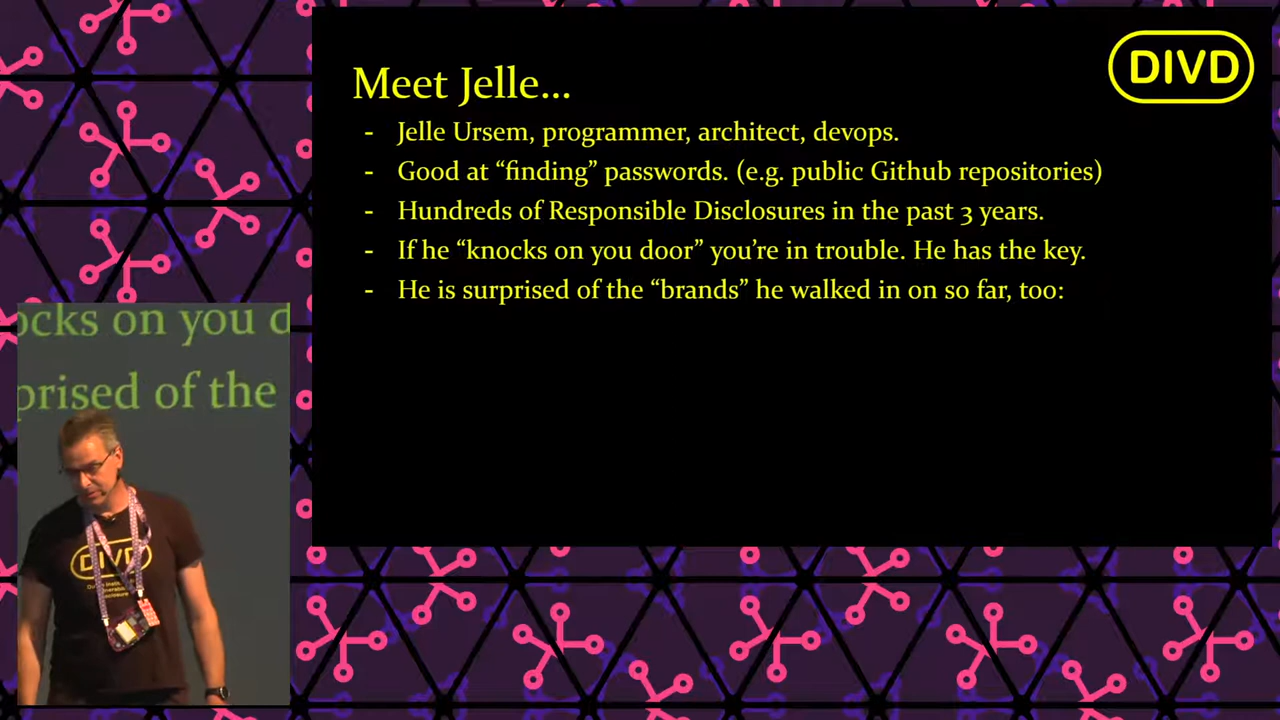 DIVD
Meet Jelle...
- Jelle Ursem, programmer, architect, devops.
- Good at “finding” passwords. (e.g. public Github repositories)
- Hundreds of Responsible Disclosures in the past 3 years.
- If he “knocks on you door” you’re in trouble. He has the key.
- He is surprised of the “brands” he walked in on so far, too:
ocks on you d
prised of the
DIVD